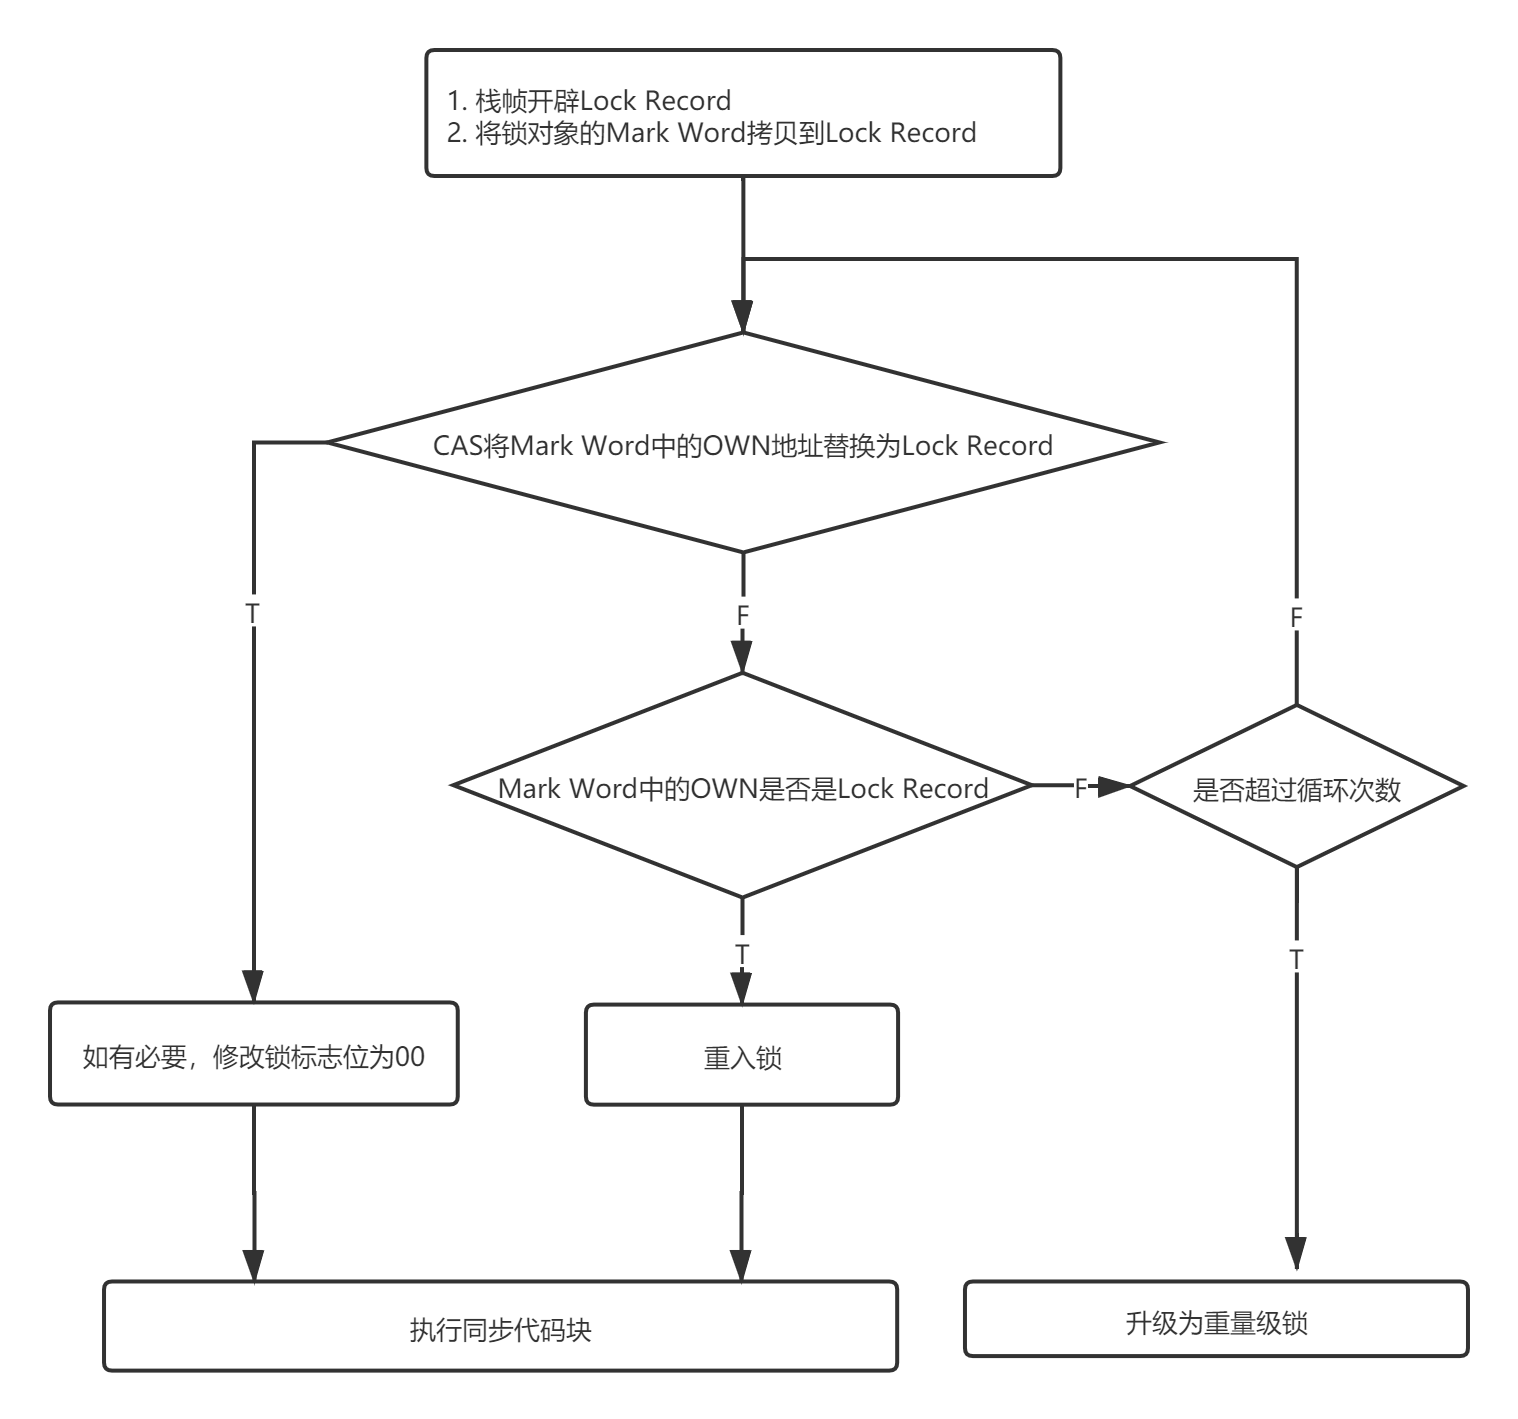 1. 栈帧开辟Lock Record
2. 将锁对象的Mark Word拷贝到Lock Record
CAS将Mark Word中的OWN地址替换为Lock Record
T
F
F
Mark Word中的OWN是否是Lock Record
F
是否超过循环次数
T
T
如有必要，修改锁标志位为00
重入锁
执行同步代码块
升级为重量级锁